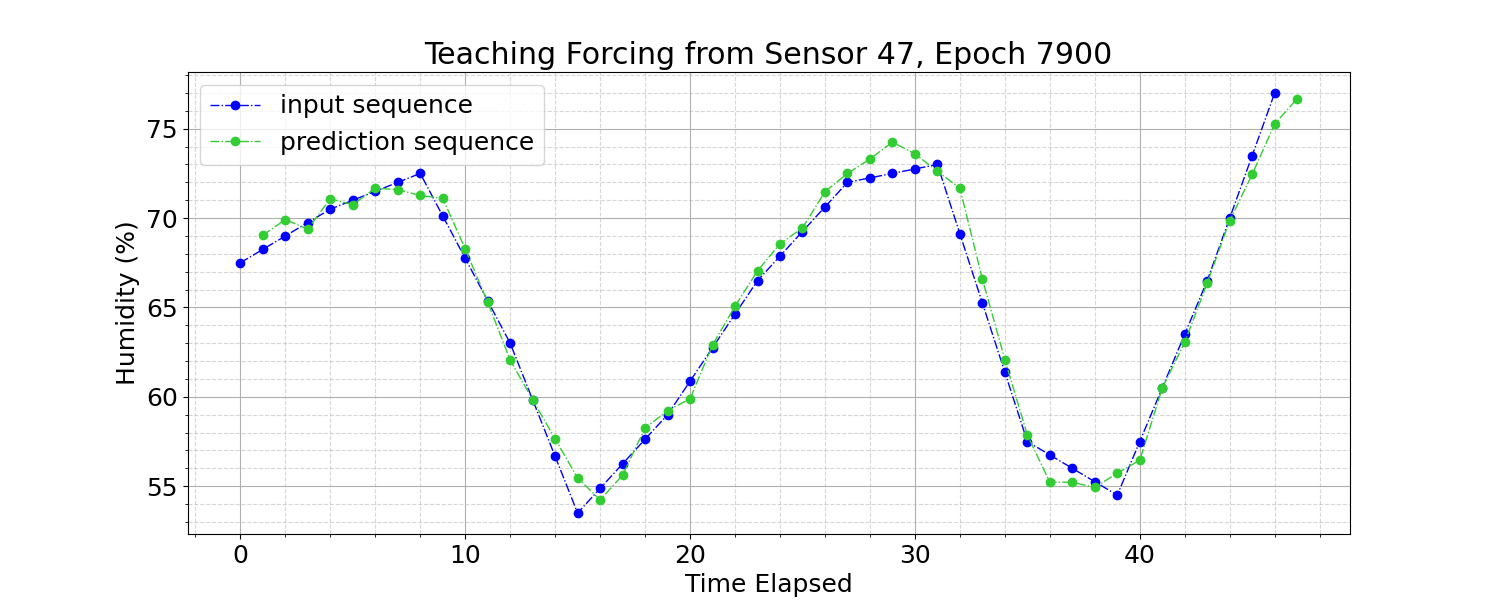 Teaching Forcing from Sensor 47, Epoch 7900
input sequence
prediction sequence
Humidity (%)
75
70
65
60
55
0 10 20 30 40
Time Elapsed